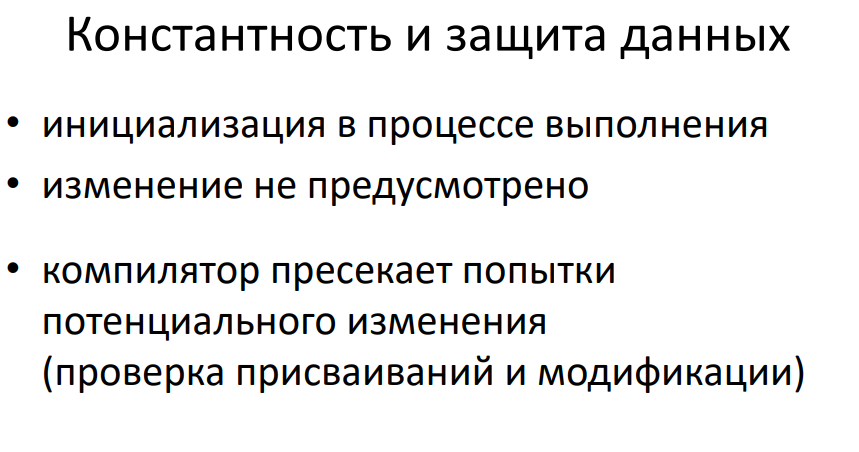 Константность и защита данных
• инициализация в процессе выполнения
• изменение не предусмотрено
• компилятор пресекает попытки
потенциального изменения
(проверка присваиваний и модификации)